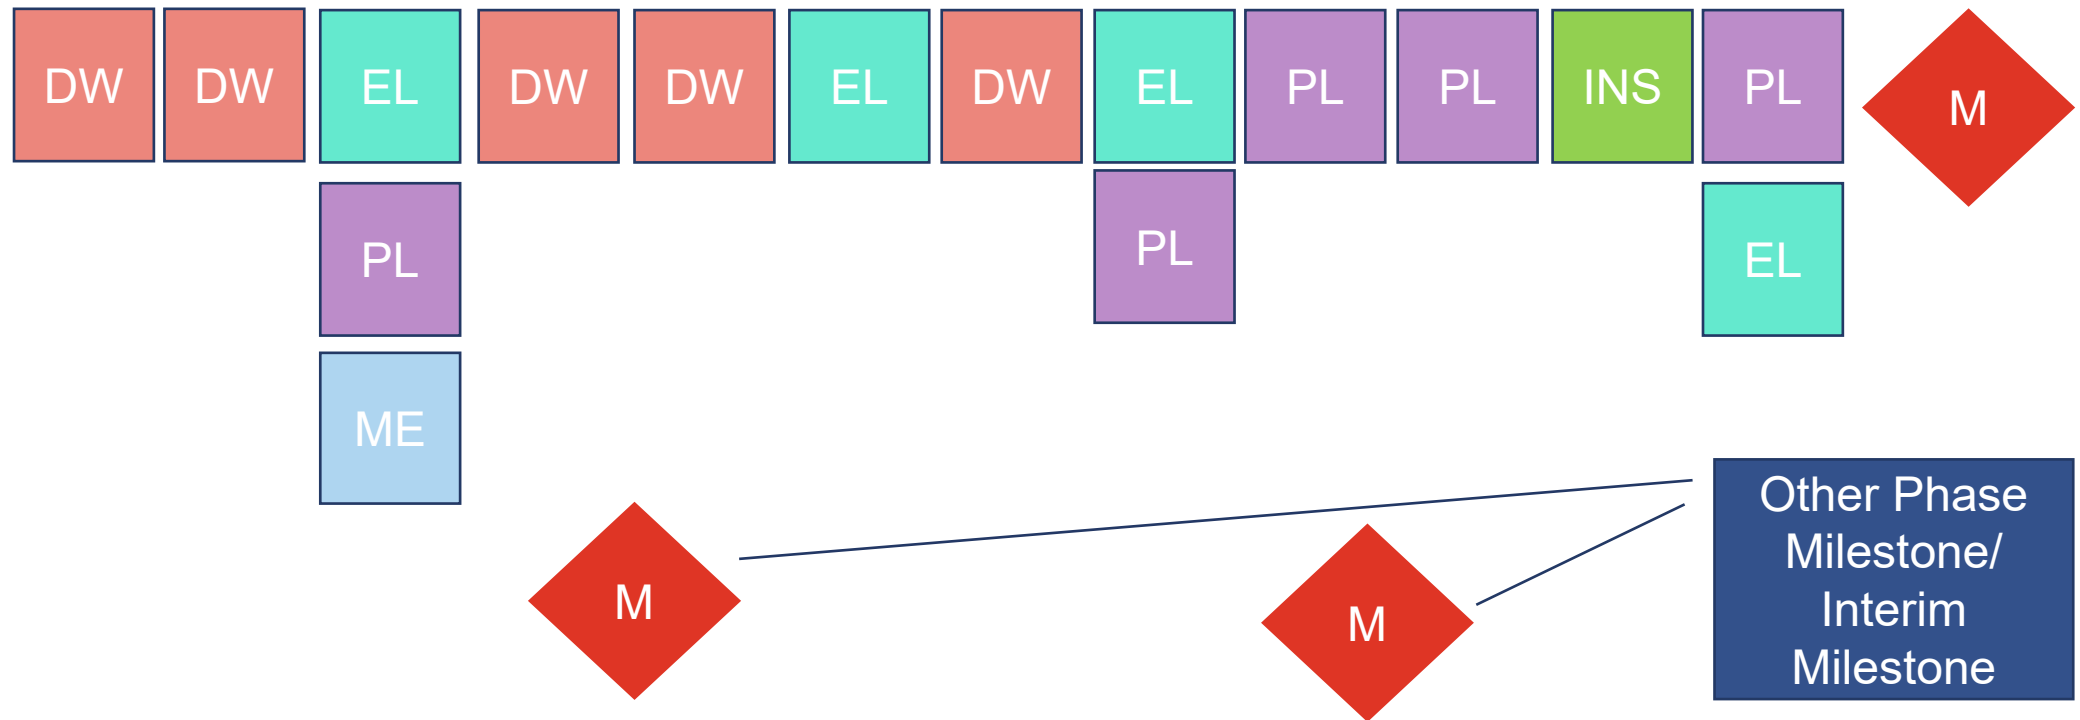 DW DW EL DW DW EL DW EL PL PL INS PL M
PL PL EL
ME
M M
Other Phase
Milestone/
Interim
Milestone